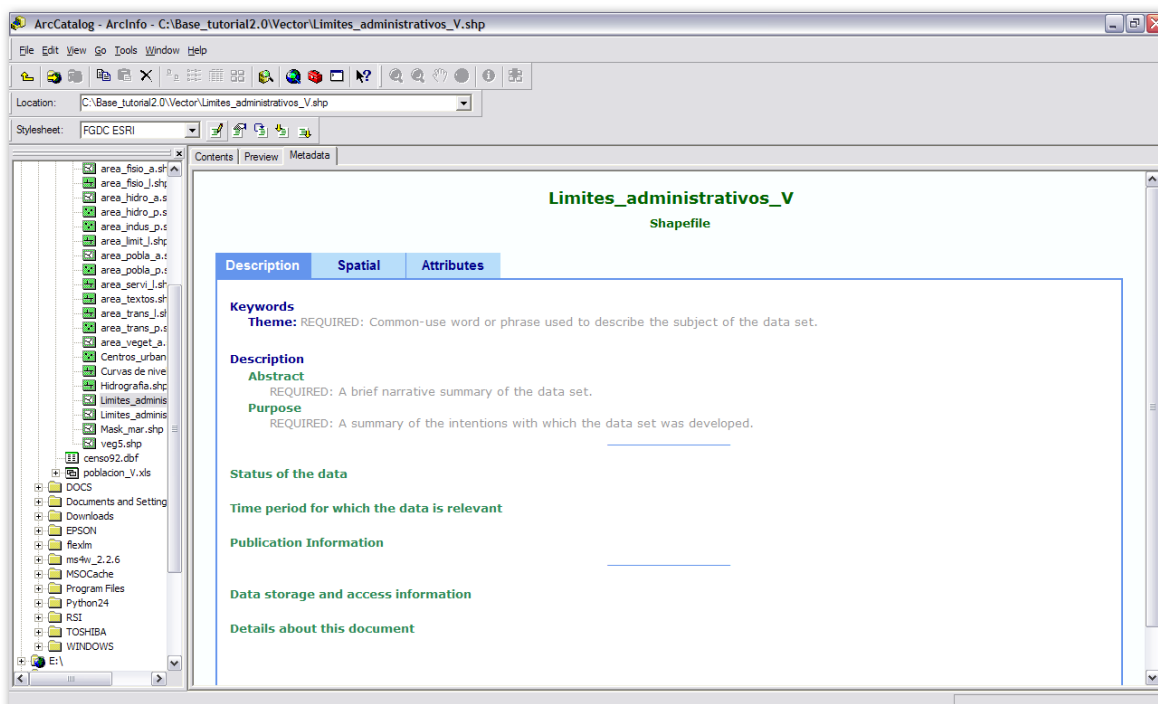 ArcCatalog - ArcInfo - C:\Base_tutorial2.0\Vector\Limites_administrativos_V.shp
File Edit View Go Tools Window Help
Location: C:\Base_tutorial2.0\Vector\Limites_administrativos_V.shp
Stylesheet: FGDC ESRI
area_fisio_a.sh
area_fisio_l.shp
area_hidro_a.s
area_hidro_p.s
area_indus_p.s
area_limit_l.shp
area_pobla_a.s
area_pobla_p.s
area_servi_l.sh
area_textos.sh
area_trans_l.sh
area_trans_p.s
area_veget_a.
Centros_urban
Curvas de nive
Hidrografia.shp
Limites_adminis
Limites_adminis
Mask_mar.shp
veg5.shp
censo92.dbf
poblacion_V.xls
DOCS
Documents and Setting
Downloads
EPSON
flexlm
ms4w_2.2.6
MSOCache
Program Files
Python24
RSI
TOSHIBA
WINDOWS
E:\
Contents Preview Metadata
Limites_administrativos_V
Shapefile
Description Spatial Attributes
Keywords
Theme: REQUIRED: Common-use word or phrase used to describe the subject of the data set.
Description
Abstract
REQUIRED: A brief narrative summary of the data set.
Purpose
REQUIRED: A summary of the intentions with which the data set was developed.
Status of the data
Time period for which the data is relevant
Publication Information
Data storage and access information
Details about this document